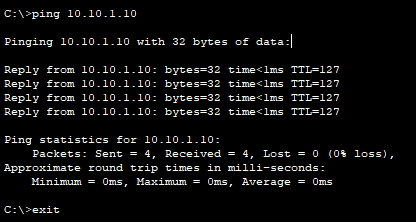 C:\>ping 10.10.1.10
Pinging 10.10.1.10 with 32 bytes of data:
Reply from 10.10.1.10: bytes=32 time<1ms TTL=127
Reply from 10.10.1.10: bytes=32 time<1ms TTL=127
Reply from 10.10.1.10: bytes=32 time<1ms TTL=127
Reply from 10.10.1.10: bytes=32 time<1ms TTL=127
Ping statistics for 10.10.1.10:
Packets: Sent = 4, Received = 4, Lost = 0 (0% loss),
Approximate round trip times in milli-seconds:
Minimum = 0ms, Maximum = 0ms, Average = 0ms
C:\>exit